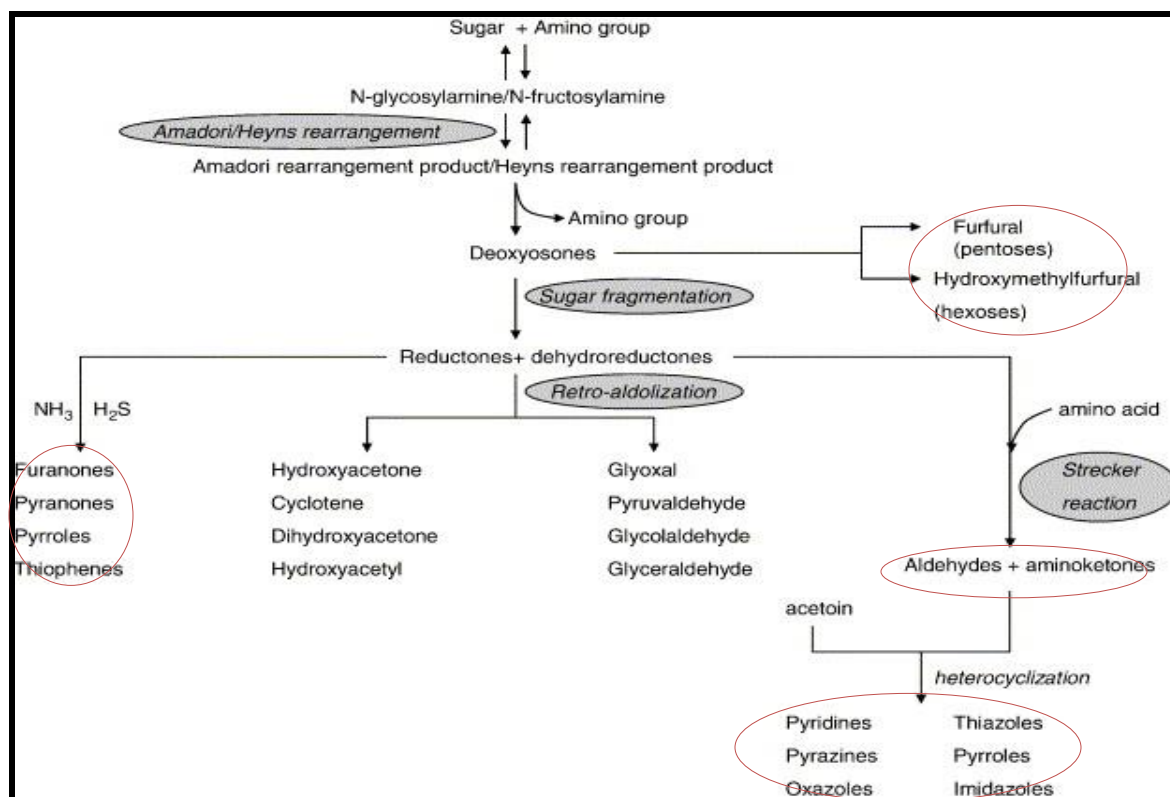 Sugar + Amino group
N-glycosylamine/N-fructosylamine
Amadori/Heyns rearrangement
Amadori rearrangement product/Heyns rearrangement product
Amino group
Deoxyosones
Furfural
(pentoses)
Hydroxymethylfurfural
(hexoses)
Sugar fragmentation
Reductones+ dehydroreductones
Retro-aldolization
NH3 H2S
amino acid
Furanones
Pyranones
Pyrroles
Thiophenes
Hydroxyacetone
Cyclotene
Dihydroxyacetone
Hydroxyacetyl
Glyoxal
Pyruvaldehyde
Glycolaldehyde
Glyceraldehyde
Strecker
reaction
Aldehydes + aminoketones
acetoin
heterocyclization
Pyridines
Pyrazines
Oxazoles
Thiazoles
Pyrroles
Imidazoles